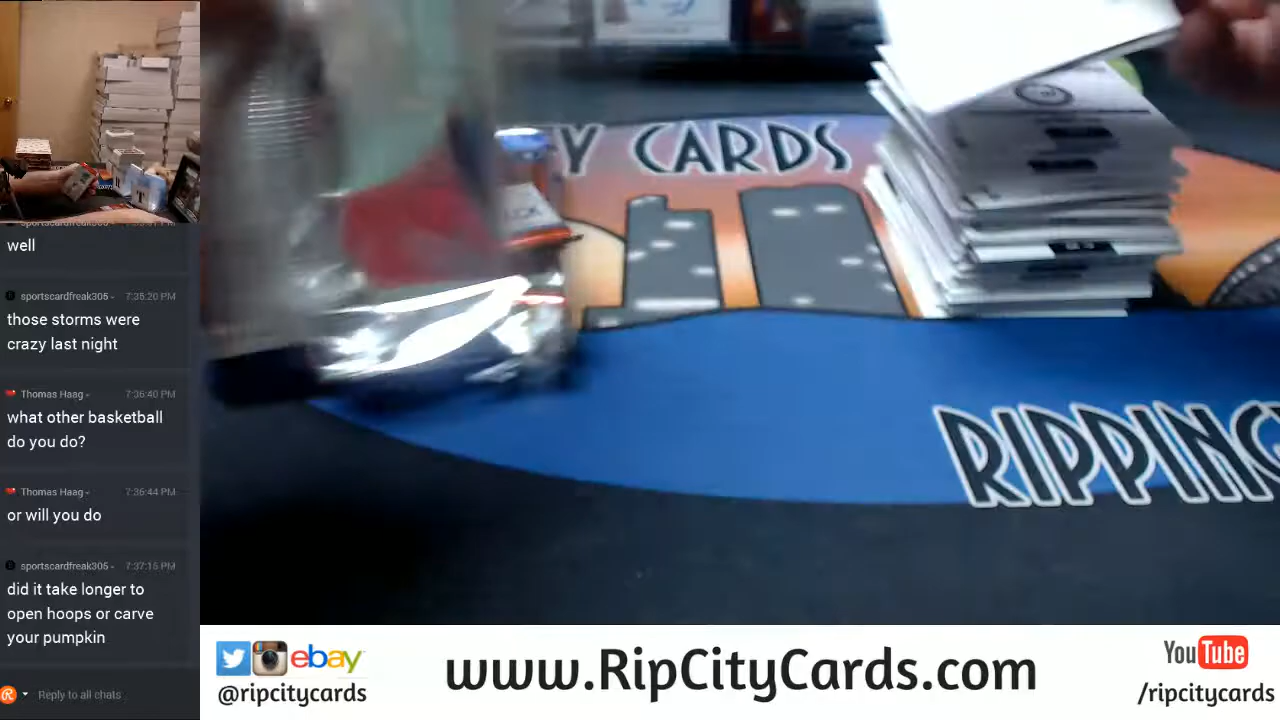 well
sportscardfreak305 - 7:35:20 PM
those storms were
crazy last night
Thomas Haag - 7:36:40 PM
what other basketball
do you do?
Thomas Haag - 7:36:44 PM
or will you do
sportscardfreak305 - 7:37:15 PM
did it take longer to
open hoops or carve
your pumpkin
Reply to all chats
Y CARDS
RIPPING
ebay
@ripcitycards
www.RipCityCards.com
YouTube
/ripcitycards